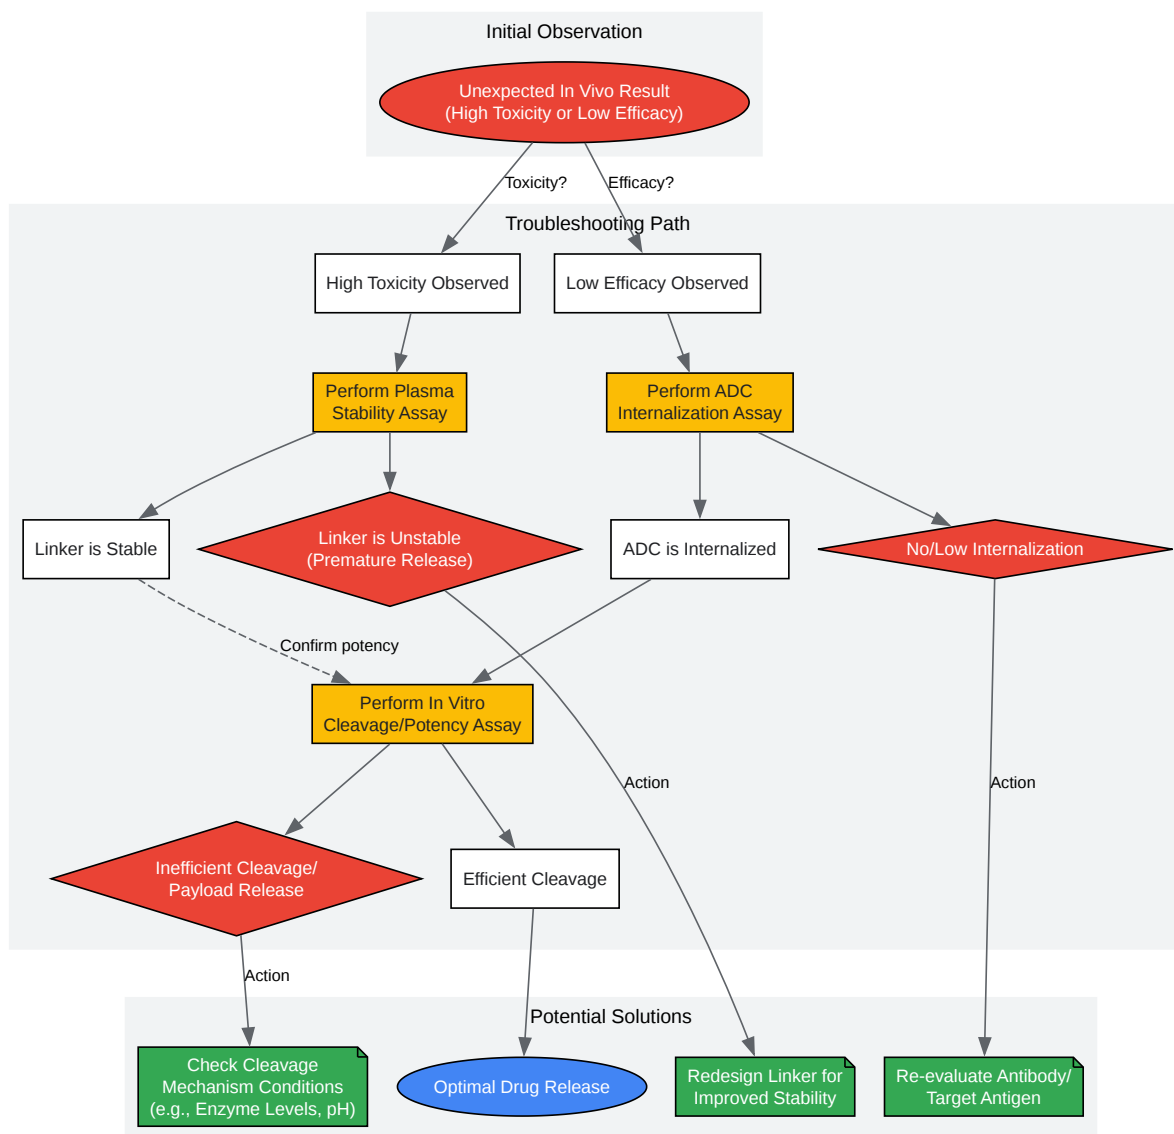 Initial Observation
Unexpected In Vivo Result
(High Toxicity or Low Efficacy)
Toxicity?
Efficacy?
Troubleshooting Path
High Toxicity Observed
Low Efficacy Observed
Perform Plasma
Stability Assay
Perform ADC
Internalization Assay
Linker is Stable
Linker is Unstable
(Premature Release)
ADC is Internalized
No/Low Internalization
Confirm potency
Perform In Vitro
Cleavage/Potency Assay
Action
Action
Inefficient Cleavage/
Payload Release
Efficient Cleavage
Action
Potential Solutions
Check Cleavage
Mechanism Conditions
(e.g., Enzyme Levels, pH)
Optimal Drug Release
Redesign Linker for
Improved Stability
Re-evaluate Antibody/
Target Antigen